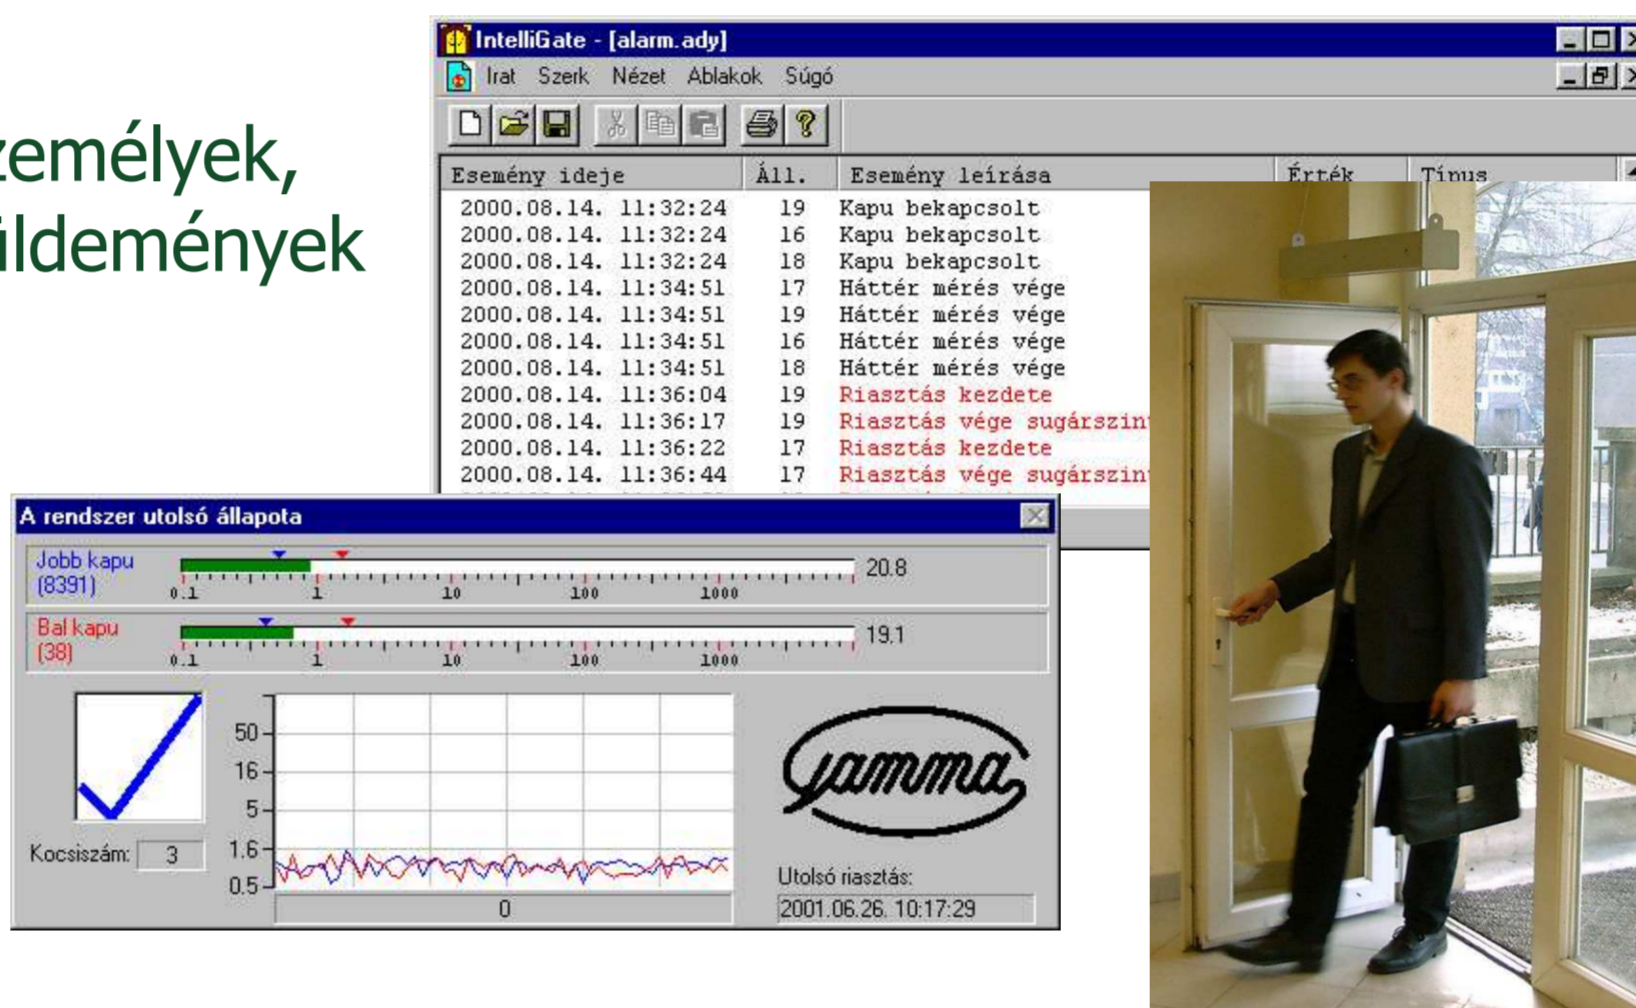 zemélyek,
üldemények
IntelliGate - [alarm.ady]
Irat Szerk Nézet Ablakok Súgó
Esemény ideje Áll. Esemény leírása Érték Típus
2000.08.14. 11:32:24 19 Kapu bekapcsolt
2000.08.14. 11:32:24 16 Kapu bekapcsolt
2000.08.14. 11:32:24 18 Kapu bekapcsolt
2000.08.14. 11:34:51 17 Háttér mérés vége
2000.08.14. 11:34:51 19 Háttér mérés vége
2000.08.14. 11:34:51 16 Háttér mérés vége
2000.08.14. 11:34:51 18 Háttér mérés vége
2000.08.14. 11:36:04 19 Riasztás kezdete
2000.08.14. 11:36:17 19 Riasztás vége sugárszint
2000.08.14. 11:36:22 17 Riasztás kezdete
2000.08.14. 11:36:44 17 Riasztás vége sugárszint
A rendszer utolsó állapota
Jobb kapu
(8391)
20.8
0.1 1 10 100 1000
Bal kapu
(38)
19.1
0.1 1 10 100 1000
50
16
5
1.6
0.5
0
Kocsiszám: 3
Gamma
Utolsó riasztás:
2001.06.26. 10:17:29